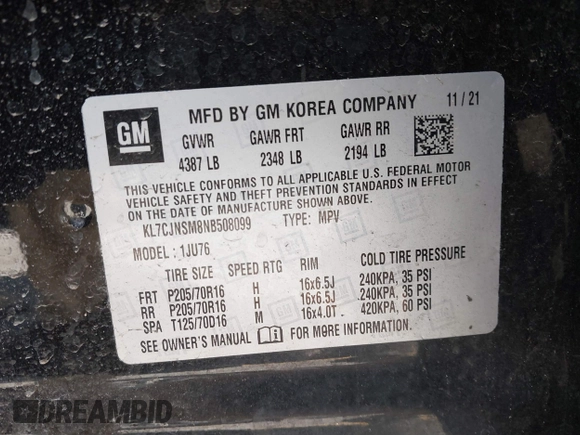 GM
MFD BY GM KOREA COMPANY 11/21
GVWR GAWR FRT GAWR RR
4387 LB 2348 LB 2194 LB
THIS VEHICLE CONFORMS TO ALL APPLICABLE U.S. FEDERAL MOTOR
VEHICLE SAFETY AND THEFT PREVENTION STANDARDS IN EFFECT
ON THE DATE OF MANUFACTURE SHOWN ABOVE.
KL7CJNSM8NB508099 TYPE: MPV
MODEL: 1JU76
TIRE SIZE SPEED RTG RIM COLD TIRE PRESSURE
FRT P205/70R16 H 16x6.5J 240KPA, 35 PSI
RR P205/70R16 H 16x6.5J 240KPA, 35 PSI
SPA T125/70D16 M 16x4.0T 420KPA, 60 PSI
SEE OWNER'S MANUAL FOR MORE INFORMATION.
DREAMBID